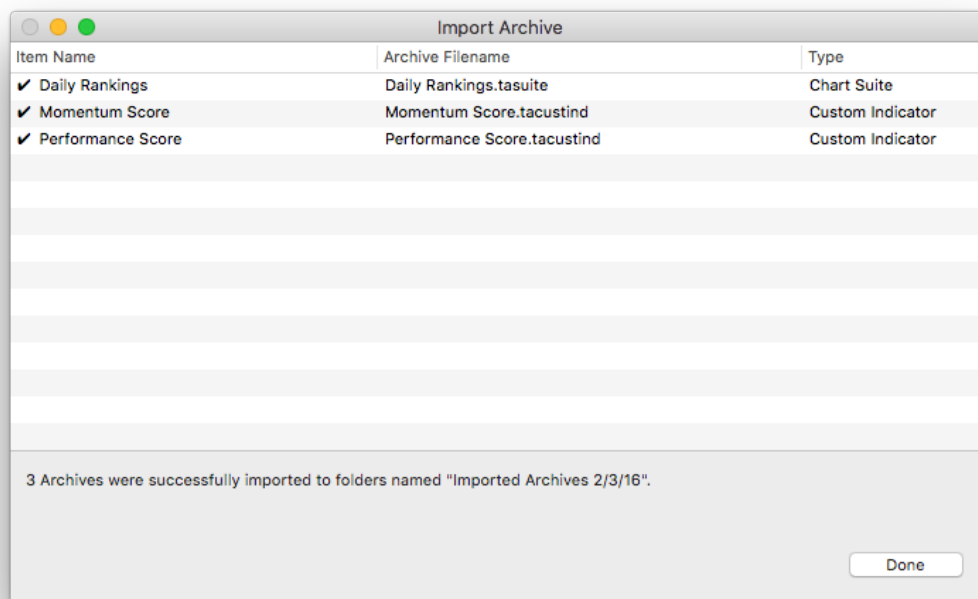 Import Archive
Item Name Archive Filename Type
✔ Daily Rankings Daily Rankings.tasuite Chart Suite
✔ Momentum Score Momentum Score.tacustind Custom Indicator
✔ Performance Score Performance Score.tacustind Custom Indicator
3 Archives were successfully imported to folders named "Imported Archives 2/3/16".
Done